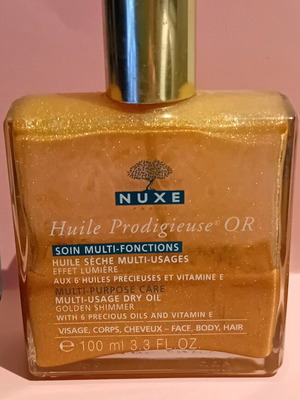 NUXE
PARIS
Huile Prodigieuse® OR
SOIN MULTI-FONCTIONS
HUILE SÈCHE MULTI-USAGES
EFFET LUMIÈRE
AUX 6 HUILES PRÉCIEUSES ET VITAMINE E
MULTI-PURPOSE CARE
MULTI-USAGE DRY OIL
GOLDEN SHIMMER
WITH 6 PRECIOUS OILS AND VITAMIN E
VISAGE, CORPS, CHEVEUX – FACE, BODY, HAIR
℮ 100 ml 3.3 FL.OZ.